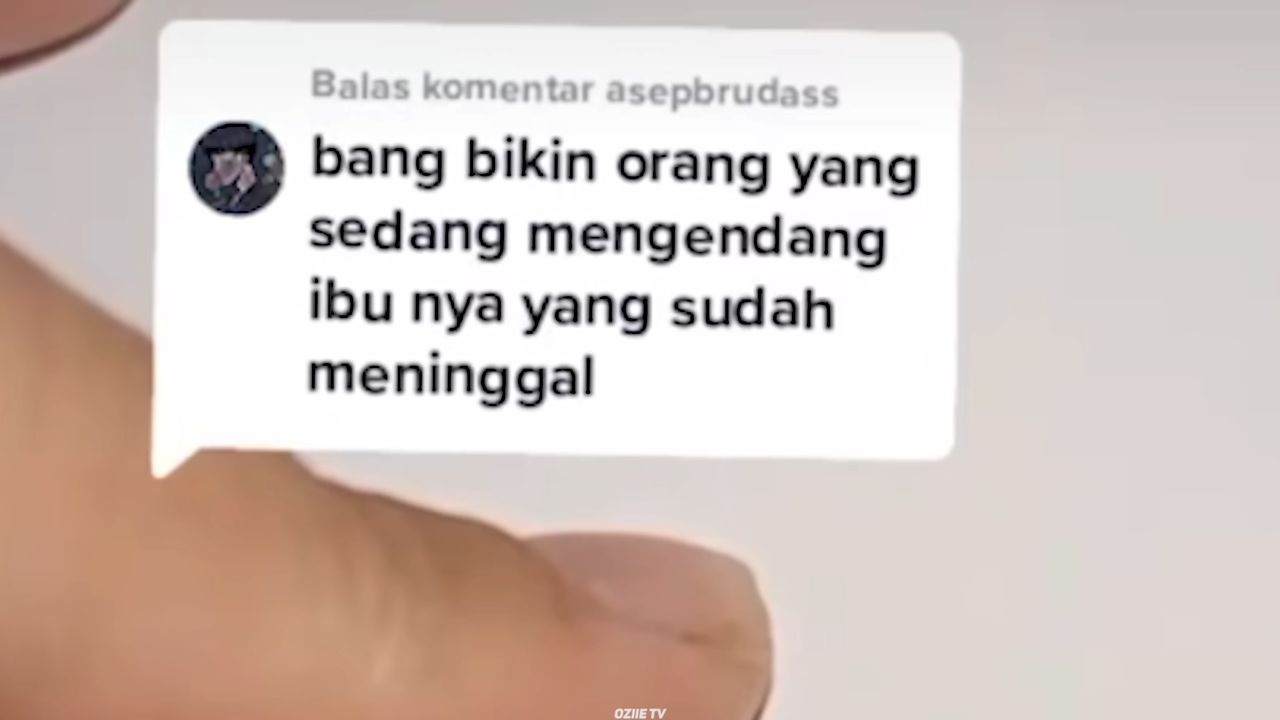 Balas komentar asepbrudass
bang bikin orang yang
sedang mengendang
ibu nya yang sudah
meninggal
OZIIE TV